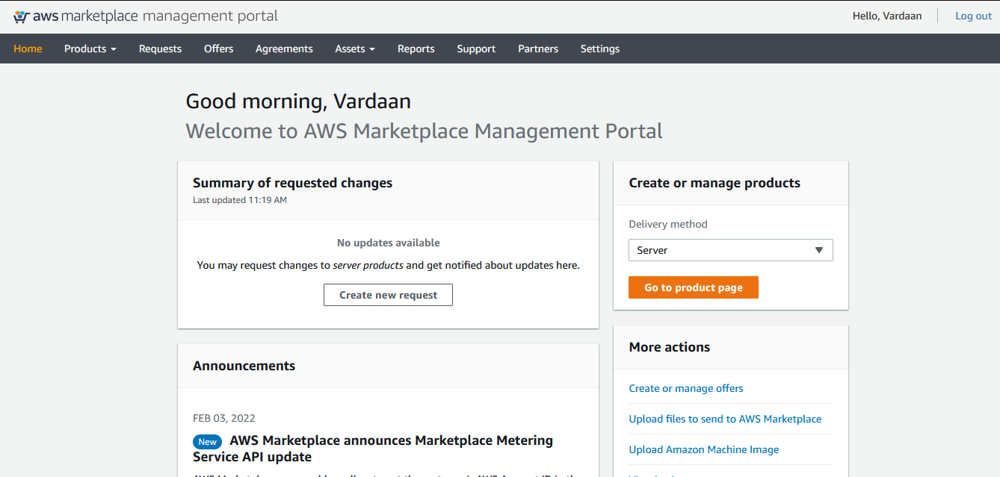 aws marketplace management portal
Hello, Vardaan
Log out
Home
Products
Requests
Offers
Agreements
Assets
Reports
Support
Partners
Settings
Good morning, Vardaan
Welcome to AWS Marketplace Management Portal
Summary of requested changes
Last updated 11:19 AM
No updates available
You may request changes to server products and get notified about updates here.
Create new request
Announcements
FEB 03, 2022
New AWS Marketplace announces Marketplace Metering
Service API update
Create or manage products
Delivery method
Server
Go to product page
More actions
Create or manage offers
Upload files to send to AWS Marketplace
Upload Amazon Machine Image